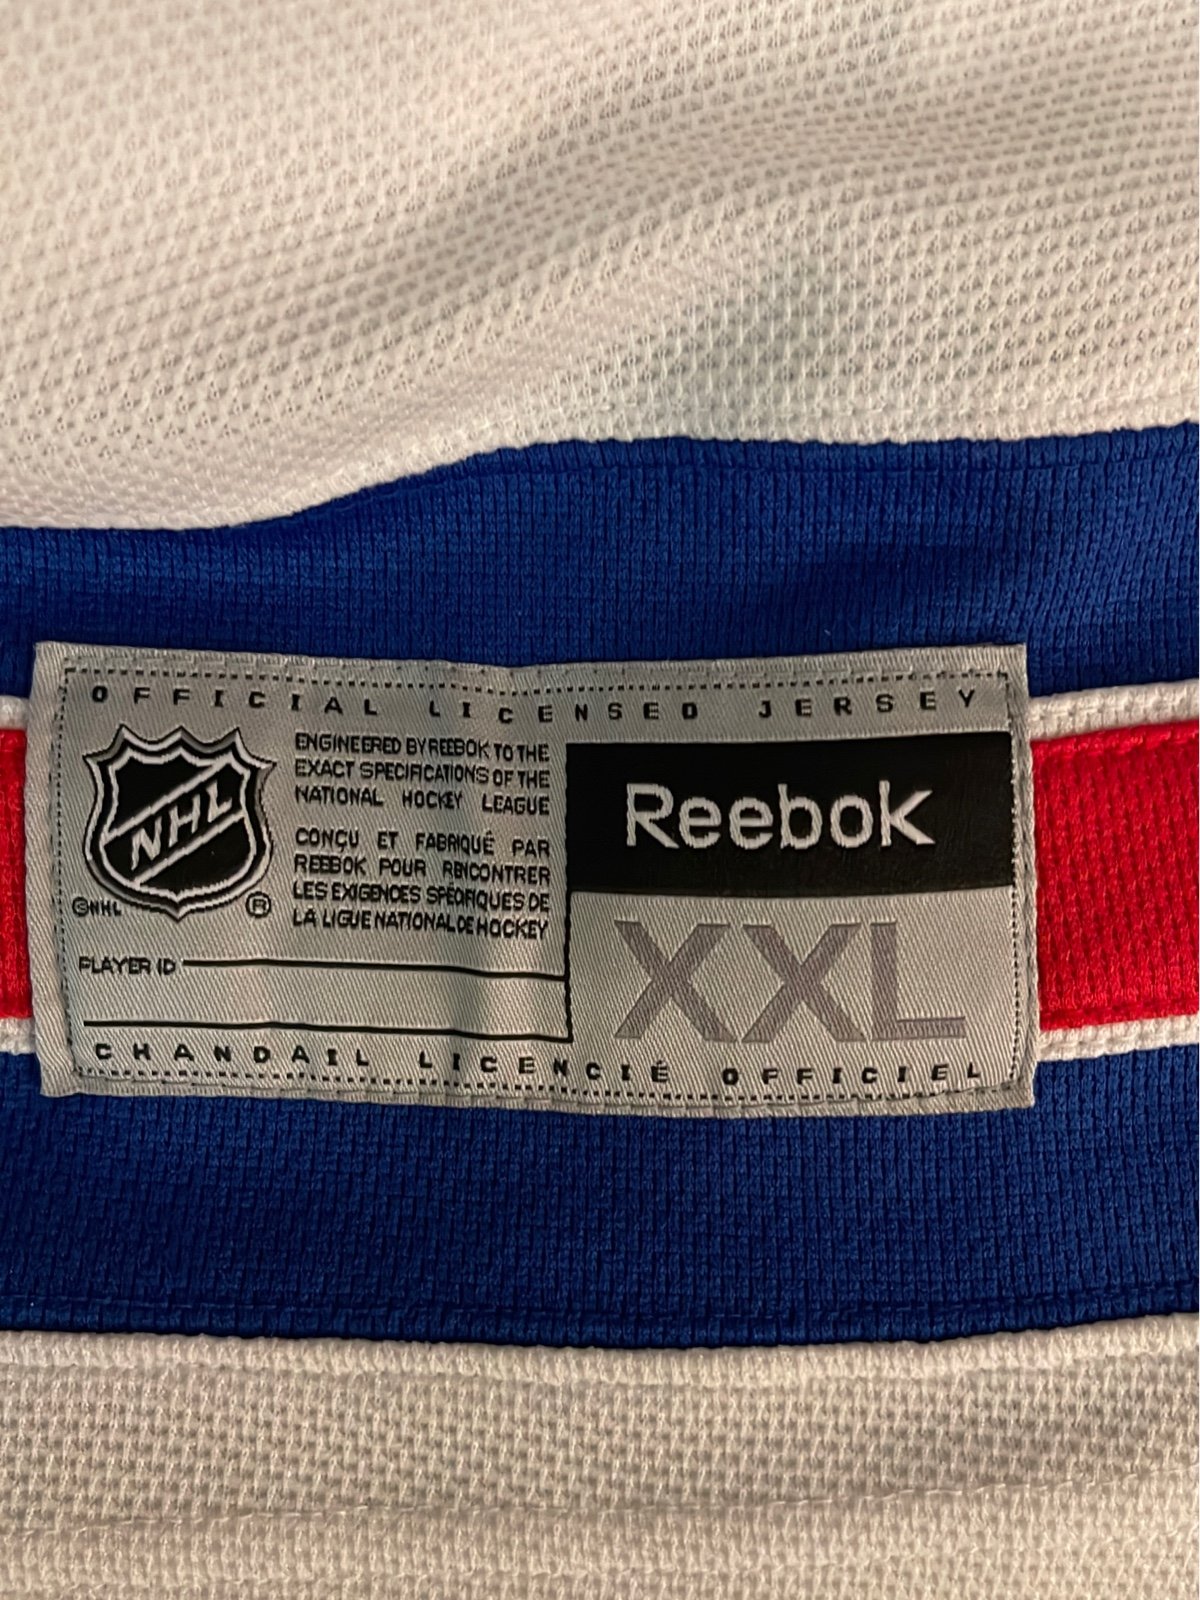 OFFICIAL LICENSED JERSEY
NHL
©NHL ®
ENGINEERED BY REEBOK TO THE
EXACT SPECIFICATIONS OF THE
NATIONAL HOCKEY LEAGUE
CONÇU ET FABRIQUÉ PAR
REEBOK POUR RENCONTRER
LES EXIGENCES SPÉCIFIQUES DE
LA LIGUE NATIONAL DE HOCKEY
PLAYER ID
Reebok
XXL
CHANDAIL LICENCIÉ OFFICIEL